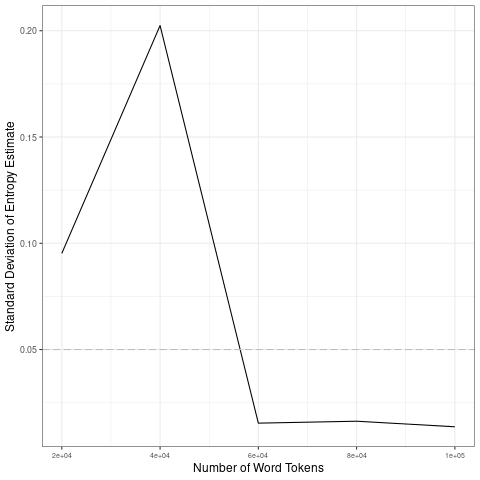 Standard Deviation of Entropy Estimate
0.20
0.15
0.10
0.05
2e+04 4e+04 6e+04 8e+04 1e+05
Number of Word Tokens